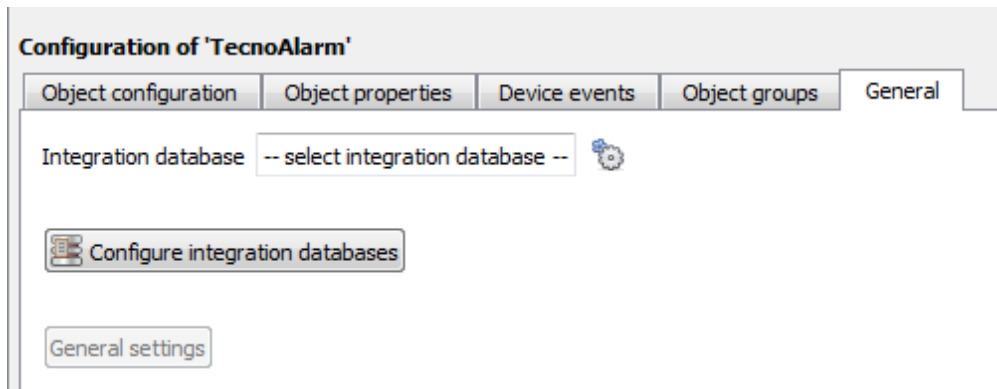 Configuration of 'TecnoAlarm'
Object configuration Object properties Device events Object groups General
Integration database -- select integration database --
Configure integration databases
General settings